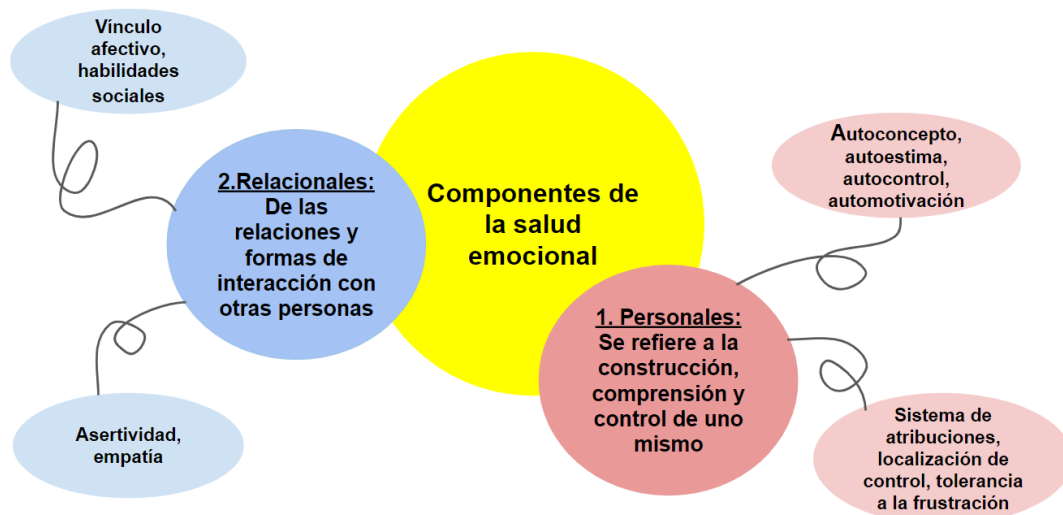 Componentes de
la salud
emocional
1. Personales:
Se refiere a la
construcción,
comprensión y
control de uno
mismo
Autoconcepto,
autoestima,
autocontrol,
automotivación
Sistema de
atribuciones,
localización de
control, tolerancia
a la frustración
2.Relacionales:
De las
relaciones y
formas de
interacción con
otras personas
Vínculo
afectivo,
habilidades
sociales
Asertividad,
empatía